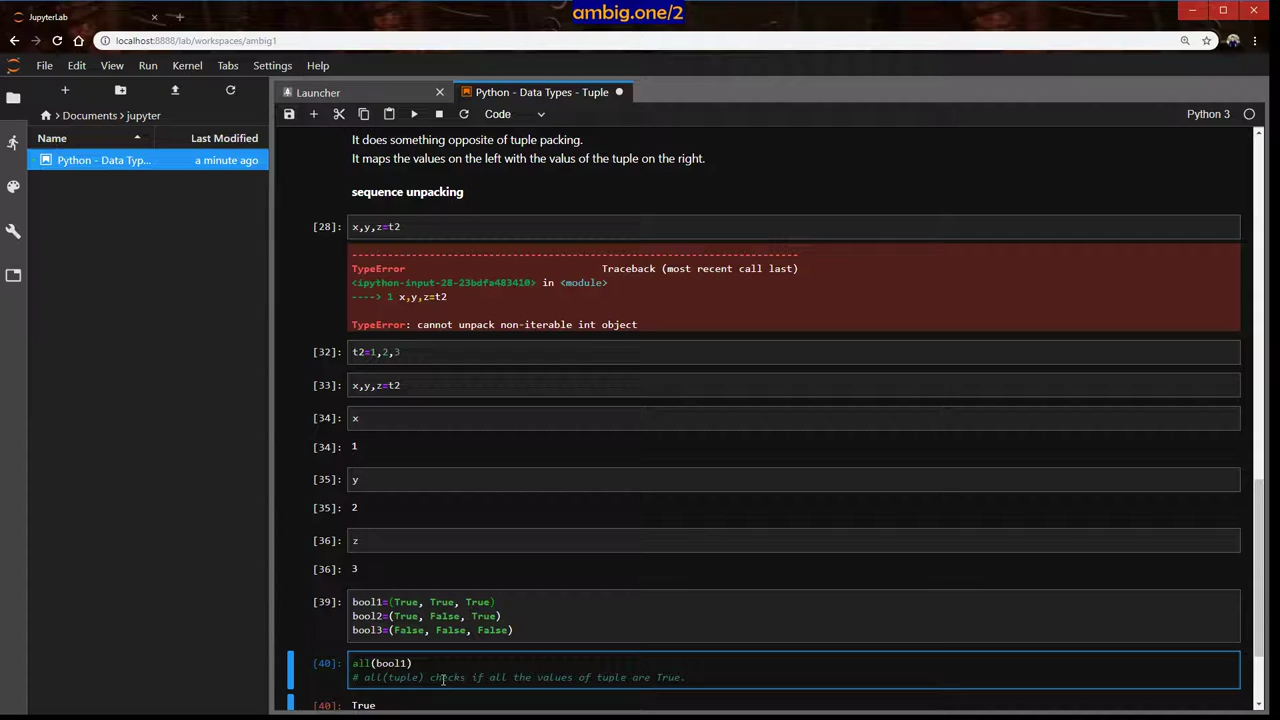 ambig.one/2
JupyterLab
localhost:8888/lab/workspaces/ambig1
File Edit View Run Kernel Tabs Settings Help
Launcher
Python - Data Types - Tuple
Documents jupyter
Code
Python 3
Name Last Modified
Python - Data Typ... a minute ago
It does something opposite of tuple packing.
It maps the values on the left with the valus of the tuple on the right.
sequence unpacking
[28]: x,y,z=t2
---------------------------------------------------------------------------
TypeError Traceback (most recent call last)
<ipython-input-28-23bdfa483410> in <module>
----> 1 x,y,z=t2
TypeError: cannot unpack non-iterable int object
[32]: t2=1,2,3
[33]: x,y,z=t2
[34]: x
[34]: 1
[35]: y
[35]: 2
[36]: z
[36]: 3
[39]: bool1=(True, True, True)
bool2=(True, False, True)
bool3=(False, False, False)
[40]: all(bool1)
# all(tuple) checks if all the values of tuple are True.
[40]: True